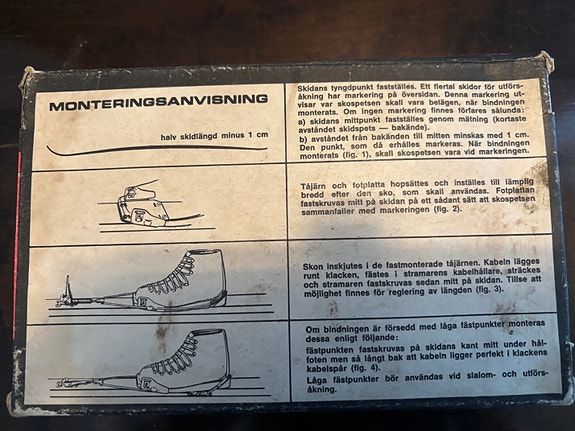 MONTERINGSANVISNING
halv skidlängd minus 1 cm
Skidans tyngdpunkt fastställes. Ett flertal skidor för utförs-
åkning har markering på översidan. Denna markering ut-
visar var skospetsen skall vara belägen, när bindningen
monterats. Om ingen markering finnes förfares sålunda:
a) skidans mittpunkt fastställes genom mätning (kortaste
avståndet skidspets — bakände).
b) avståndet från bakänden till mitten minskas med 1 cm.
Den punkt, som då erhålles markeras. När bindningen
monterats (fig. 1), skall skospetsen vara vid markeringen.
Tåjärn och fotplatta hopsättes och inställes till lämplig
bredd efter den sko, som skall användas. Fotplattan
fastskruvas mitt på skidan på ett sådant sätt att skospetsen
sammanfaller med markeringen (fig. 2).
Skon inskjutes i de fastmonterade tåjärnen. Kabeln lägges
runt klacken, fästes i stramarens kabelhållare, sträckes
och stramaren fastskruvas sedan mitt på skidan. Tillse att
möjlighet finnes för reglering av längden (fig. 3).
Om bindningen är försedd med låga fästpunkter monteras
dessa enligt följande:
fästpunkten fastskruvas på skidans kant mitt under hål-
foten men så långt bak att kabeln ligger perfekt i klackens
kabelspår (fig. 4).
Låga fästpunkter bör användas vid slalom- och utförs-
åkning.